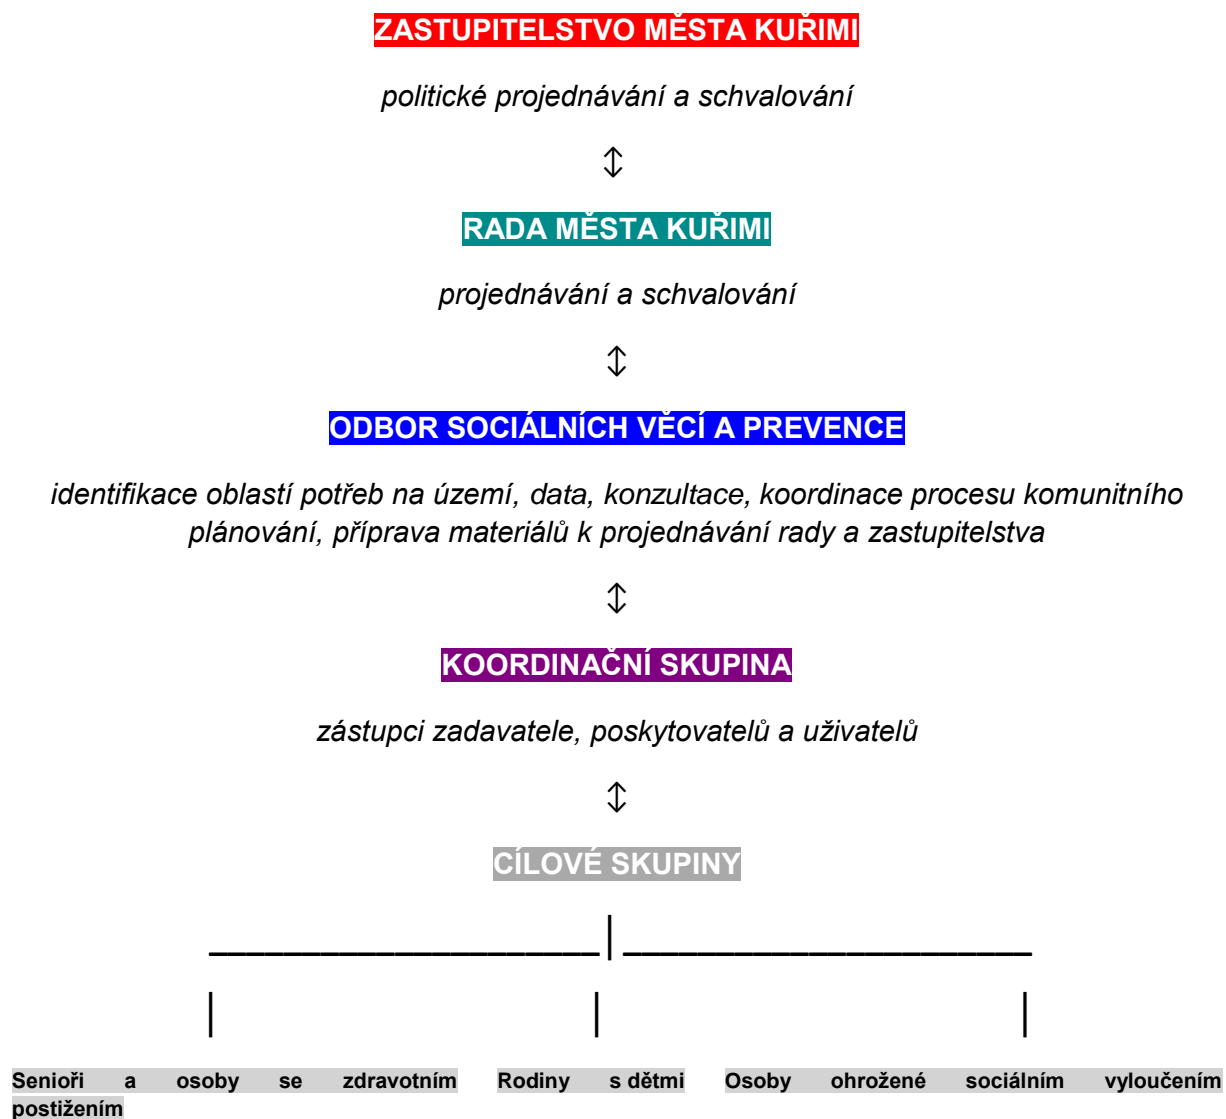 ZASTUPITELSTVO MĚSTA KUŘIMI
politické projednávání a schvalování
↕
RADA MĚSTA KUŘIMI
projednávání a schvalování
↕
ODBOR SOCIÁLNÍCH VĚCÍ A PREVENCE
identifikace oblastí potřeb na území, data, konzultace, koordinace procesu komunitního
plánování, příprava materiálů k projednávání rady a zastupitelstva
↕
KOORDINAČNÍ SKUPINA
zástupci zadavatele, poskytovatelů a uživatelů
↕
CÍLOVÉ SKUPINY
Senioři a osoby se zdravotním
postižením
Rodiny s dětmi
Osoby ohrožené sociálním vyloučením